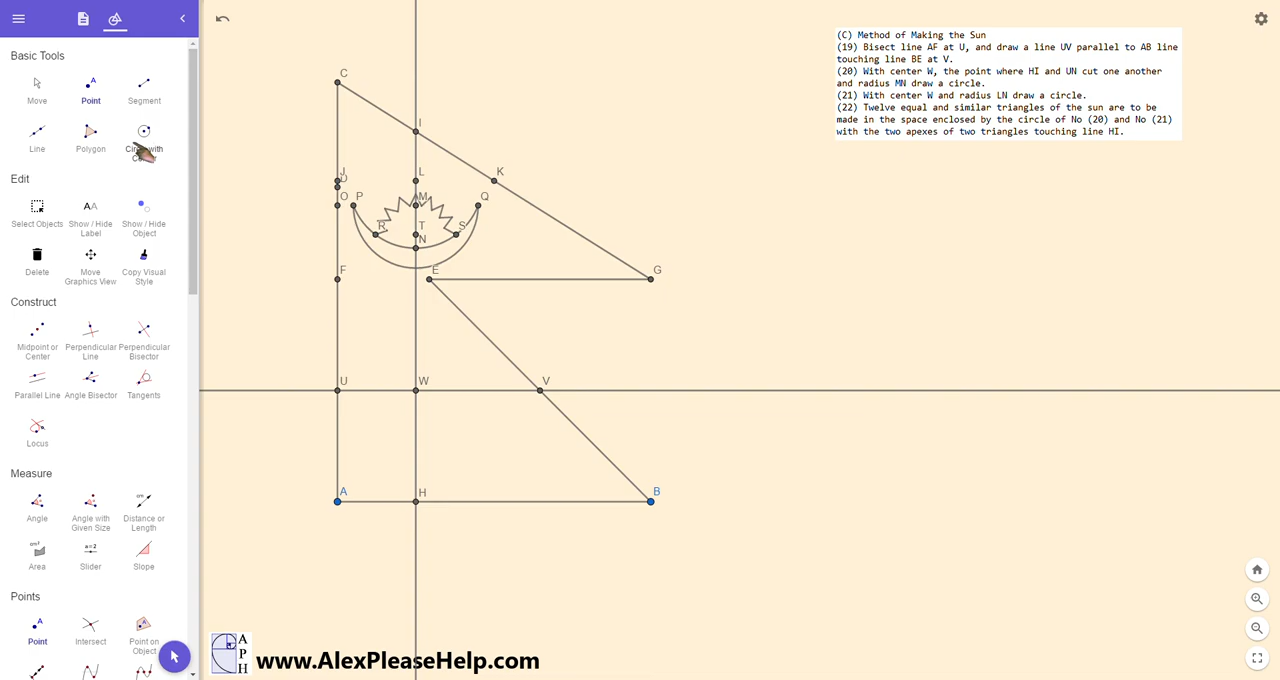 Basic Tools
Move
Point
Segment
Line
Polygon
Circle with
Center
Edit
Select Objects
Show / Hide
Label
Show / Hide
Object
Delete
Move
Graphics View
Copy Visual
Style
Construct
Midpoint or
Center
Perpendicular
Line
Perpendicular
Bisector
Parallel Line
Angle Bisector
Tangents
Locus
Measure
Angle
Angle with
Given Size
Distance or
Length
Area
Slider
Slope
Points
Point
Intersect
Point on
Object
(C) Method of Making the Sun
(19) Bisect line AF at U, and draw a line UV parallel to AB line
touching line BE at V.
(20) With center W, the point where HI and UN cut one another
and radius MN draw a circle.
(21) With center W and radius LN draw a circle.
(22) Twelve equal and similar triangles of the sun are to be
made in the space enclosed by the circle of No (20) and No (21)
with the two apexes of two triangles touching line HI.
C
I
J
D
L
K
O
P
M
Q
R
T
S
N
F
E
G
U
W
V
A
H
B
A
P
H
www.AlexPleaseHelp.com